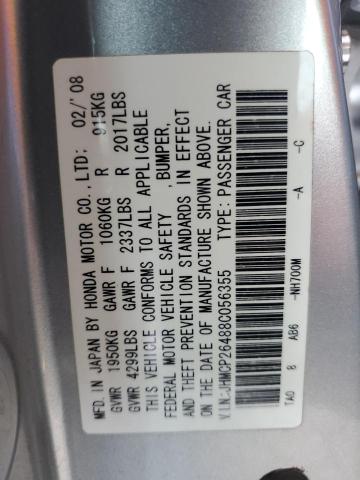 MFD. IN JAPAN BY HONDA MOTOR CO.,LTD; 02/'08
GVWR 1950KG GAWR F 1060KG R 915KG
GVWR 4299LBS GAWR F 2337LBS R 2017LBS
THIS VEHICLE CONFORMS TO ALL APPLICABLE
FEDERAL MOTOR VEHICLE SAFETY ,BUMPER,
AND THEFT PREVENTION STANDARDS IN EFFECT
ON THE DATE OF MANUFACTURE SHOWN ABOVE.
V.I.N.:JHMCP26488C056355 TYPE: PASSENGER CAR
TA0 8 AB6 -NH700M -A -C